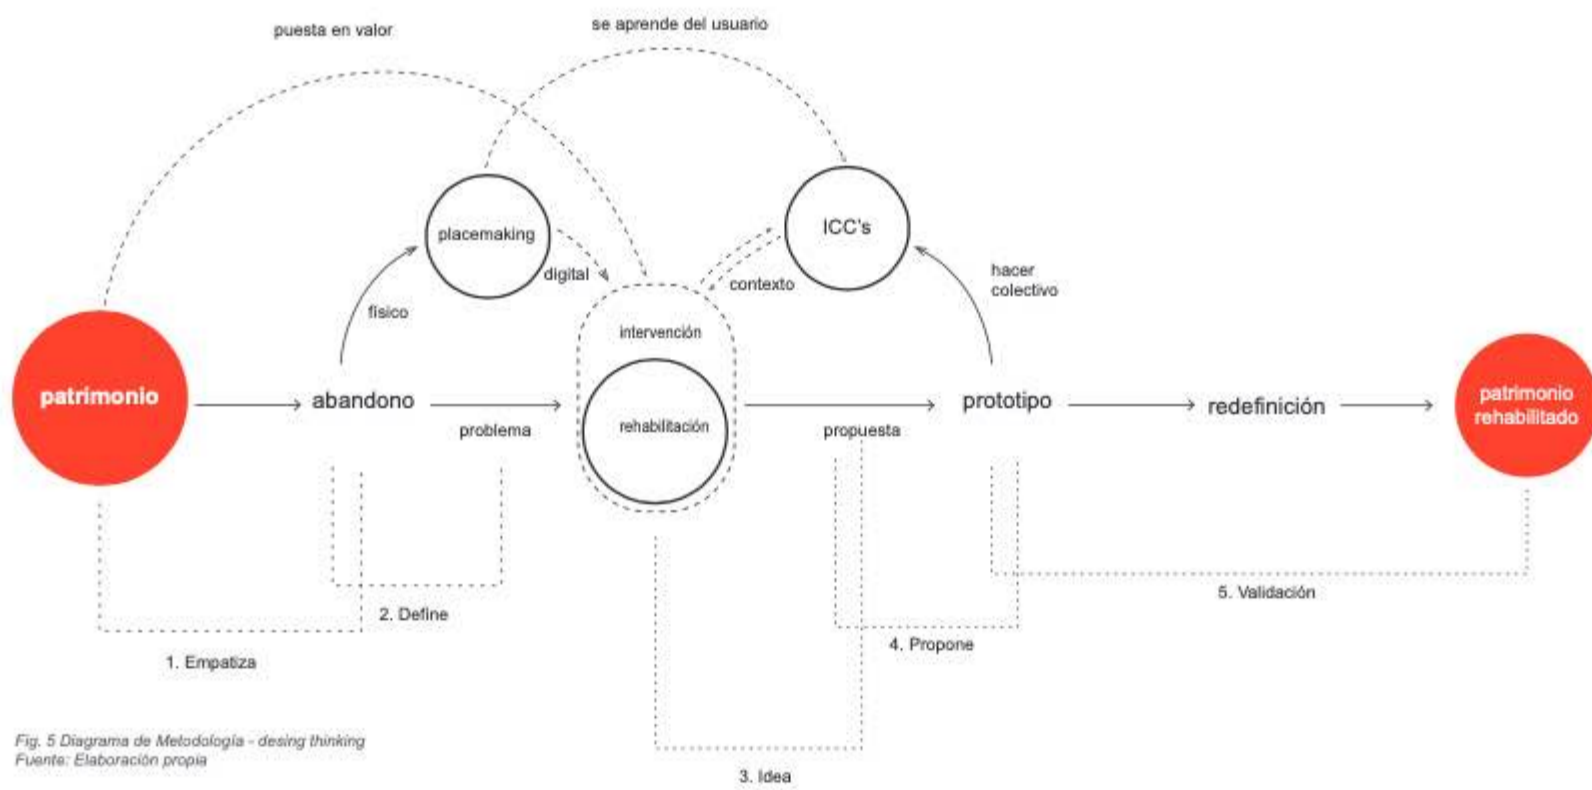 puesta en valor
se aprende del usuario
placemaking
ICC's
digital
contexto
hacer
colectivo
físico
intervención
patrimonio
abandono
problema
rehabilitación
propuesta
prototipo
redefinición
patrimonio
rehabilitado
2. Define
1. Empatiza
5. Validación
4. Propone
3. Idea
Fig. 5 Diagrama de Metodología - desing thinking
Fuente: Elaboración propia